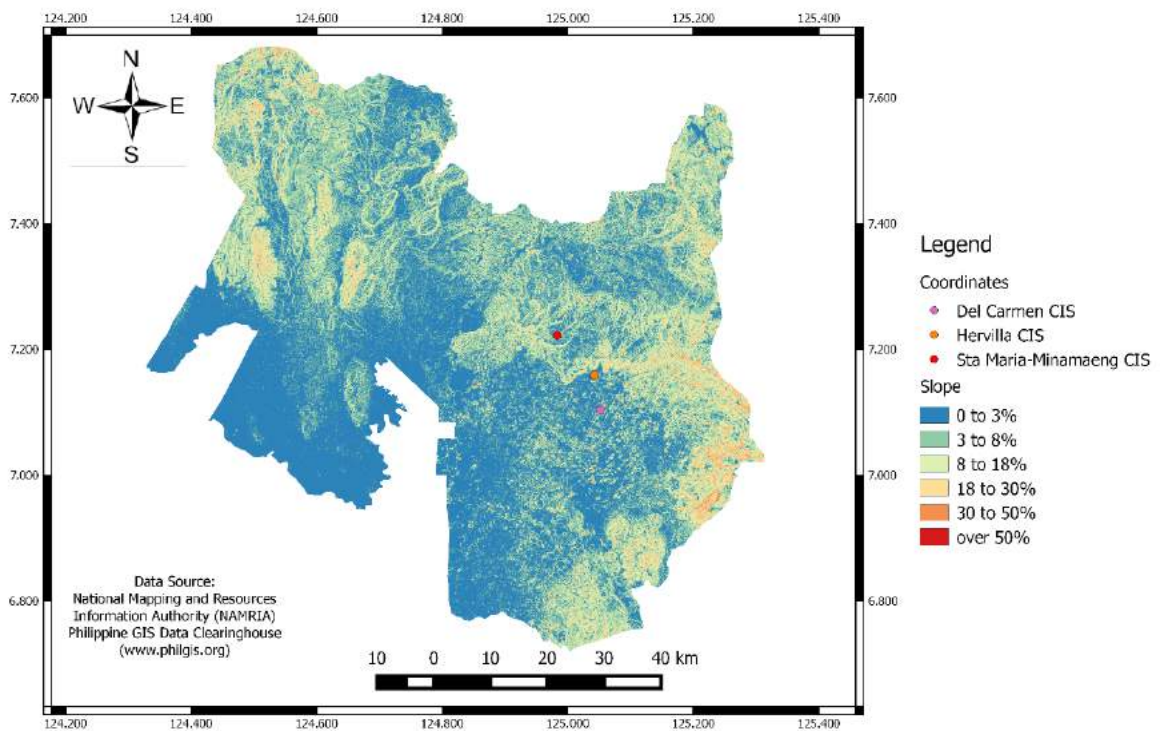 124.200 124.400 124.600 124.800 125.000 125.200 125.400
N
W E
S
7.600 7.600
7.400 7.400
7.200 7.200
7.000 7.000
6.800 6.800
Legend
Coordinates
Del Carmen CIS
Hervilla CIS
Sta Maria-Minamaeng CIS
Slope
0 to 3%
3 to 8%
8 to 18%
18 to 30%
30 to 50%
over 50%
Data Source:
National Mapping and Resources
Information Authority (NAMRIA)
Philippine GIS Data Clearinghouse
(www.philgis.org)
10 0 10 20 30 40 km
124.200 124.400 124.600 124.800 125.000 125.200 125.400